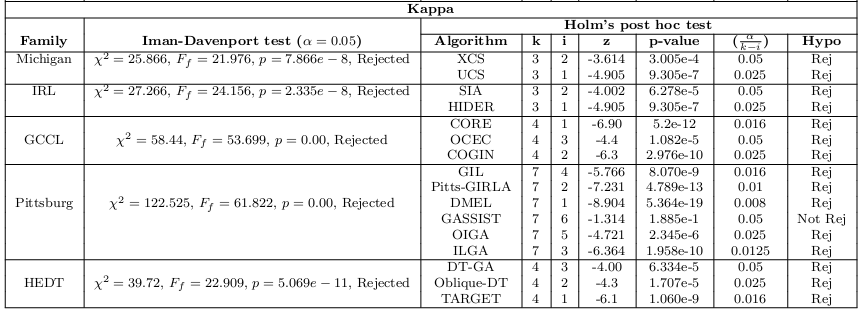 Kappa
Holm's post hoc test
Family Iman-Davenport test (α = 0.05) Algorithm k i z p-value (α/k−i) Hypo
Michigan χ² = 25.866, F_f = 21.976, p = 7.866e − 8, Rejected XCS 3 2 -3.614 3.005e-4 0.05 Rej
UCS 3 1 -4.905 9.305e-7 0.025 Rej
IRL χ² = 27.266, F_f = 24.156, p = 2.335e − 8, Rejected SIA 3 2 -4.002 6.278e-5 0.05 Rej
HIDER 3 1 -4.905 9.305e-7 0.025 Rej
CORE 4 1 -6.90 5.2e-12 0.016 Rej
GCCL χ² = 58.44, F_f = 53.699, p = 0.00, Rejected OCEC 4 3 -4.4 1.082e-5 0.05 Rej
COGIN 4 2 -6.3 2.976e-10 0.025 Rej
GIL 7 4 -5.766 8.070e-9 0.016 Rej
Pitts-GIRLA 7 2 -7.231 4.789e-13 0.01 Rej
Pittsburg χ² = 122.525, F_f = 61.822, p = 0.00, Rejected DMEL 7 1 -8.904 5.364e-19 0.008 Rej
GASSIST 7 6 -1.314 1.885e-1 0.05 Not Rej
OIGA 7 5 -4.721 2.345e-6 0.025 Rej
ILGA 7 3 -6.364 1.958e-10 0.0125 Rej
DT-GA 4 3 -4.00 6.334e-5 0.05 Rej
HEDT χ² = 39.72, F_f = 22.909, p = 5.069e − 11, Rejected Oblique-DT 4 2 -4.3 1.707e-5 0.025 Rej
TARGET 4 1 -6.1 1.060e-9 0.016 Rej